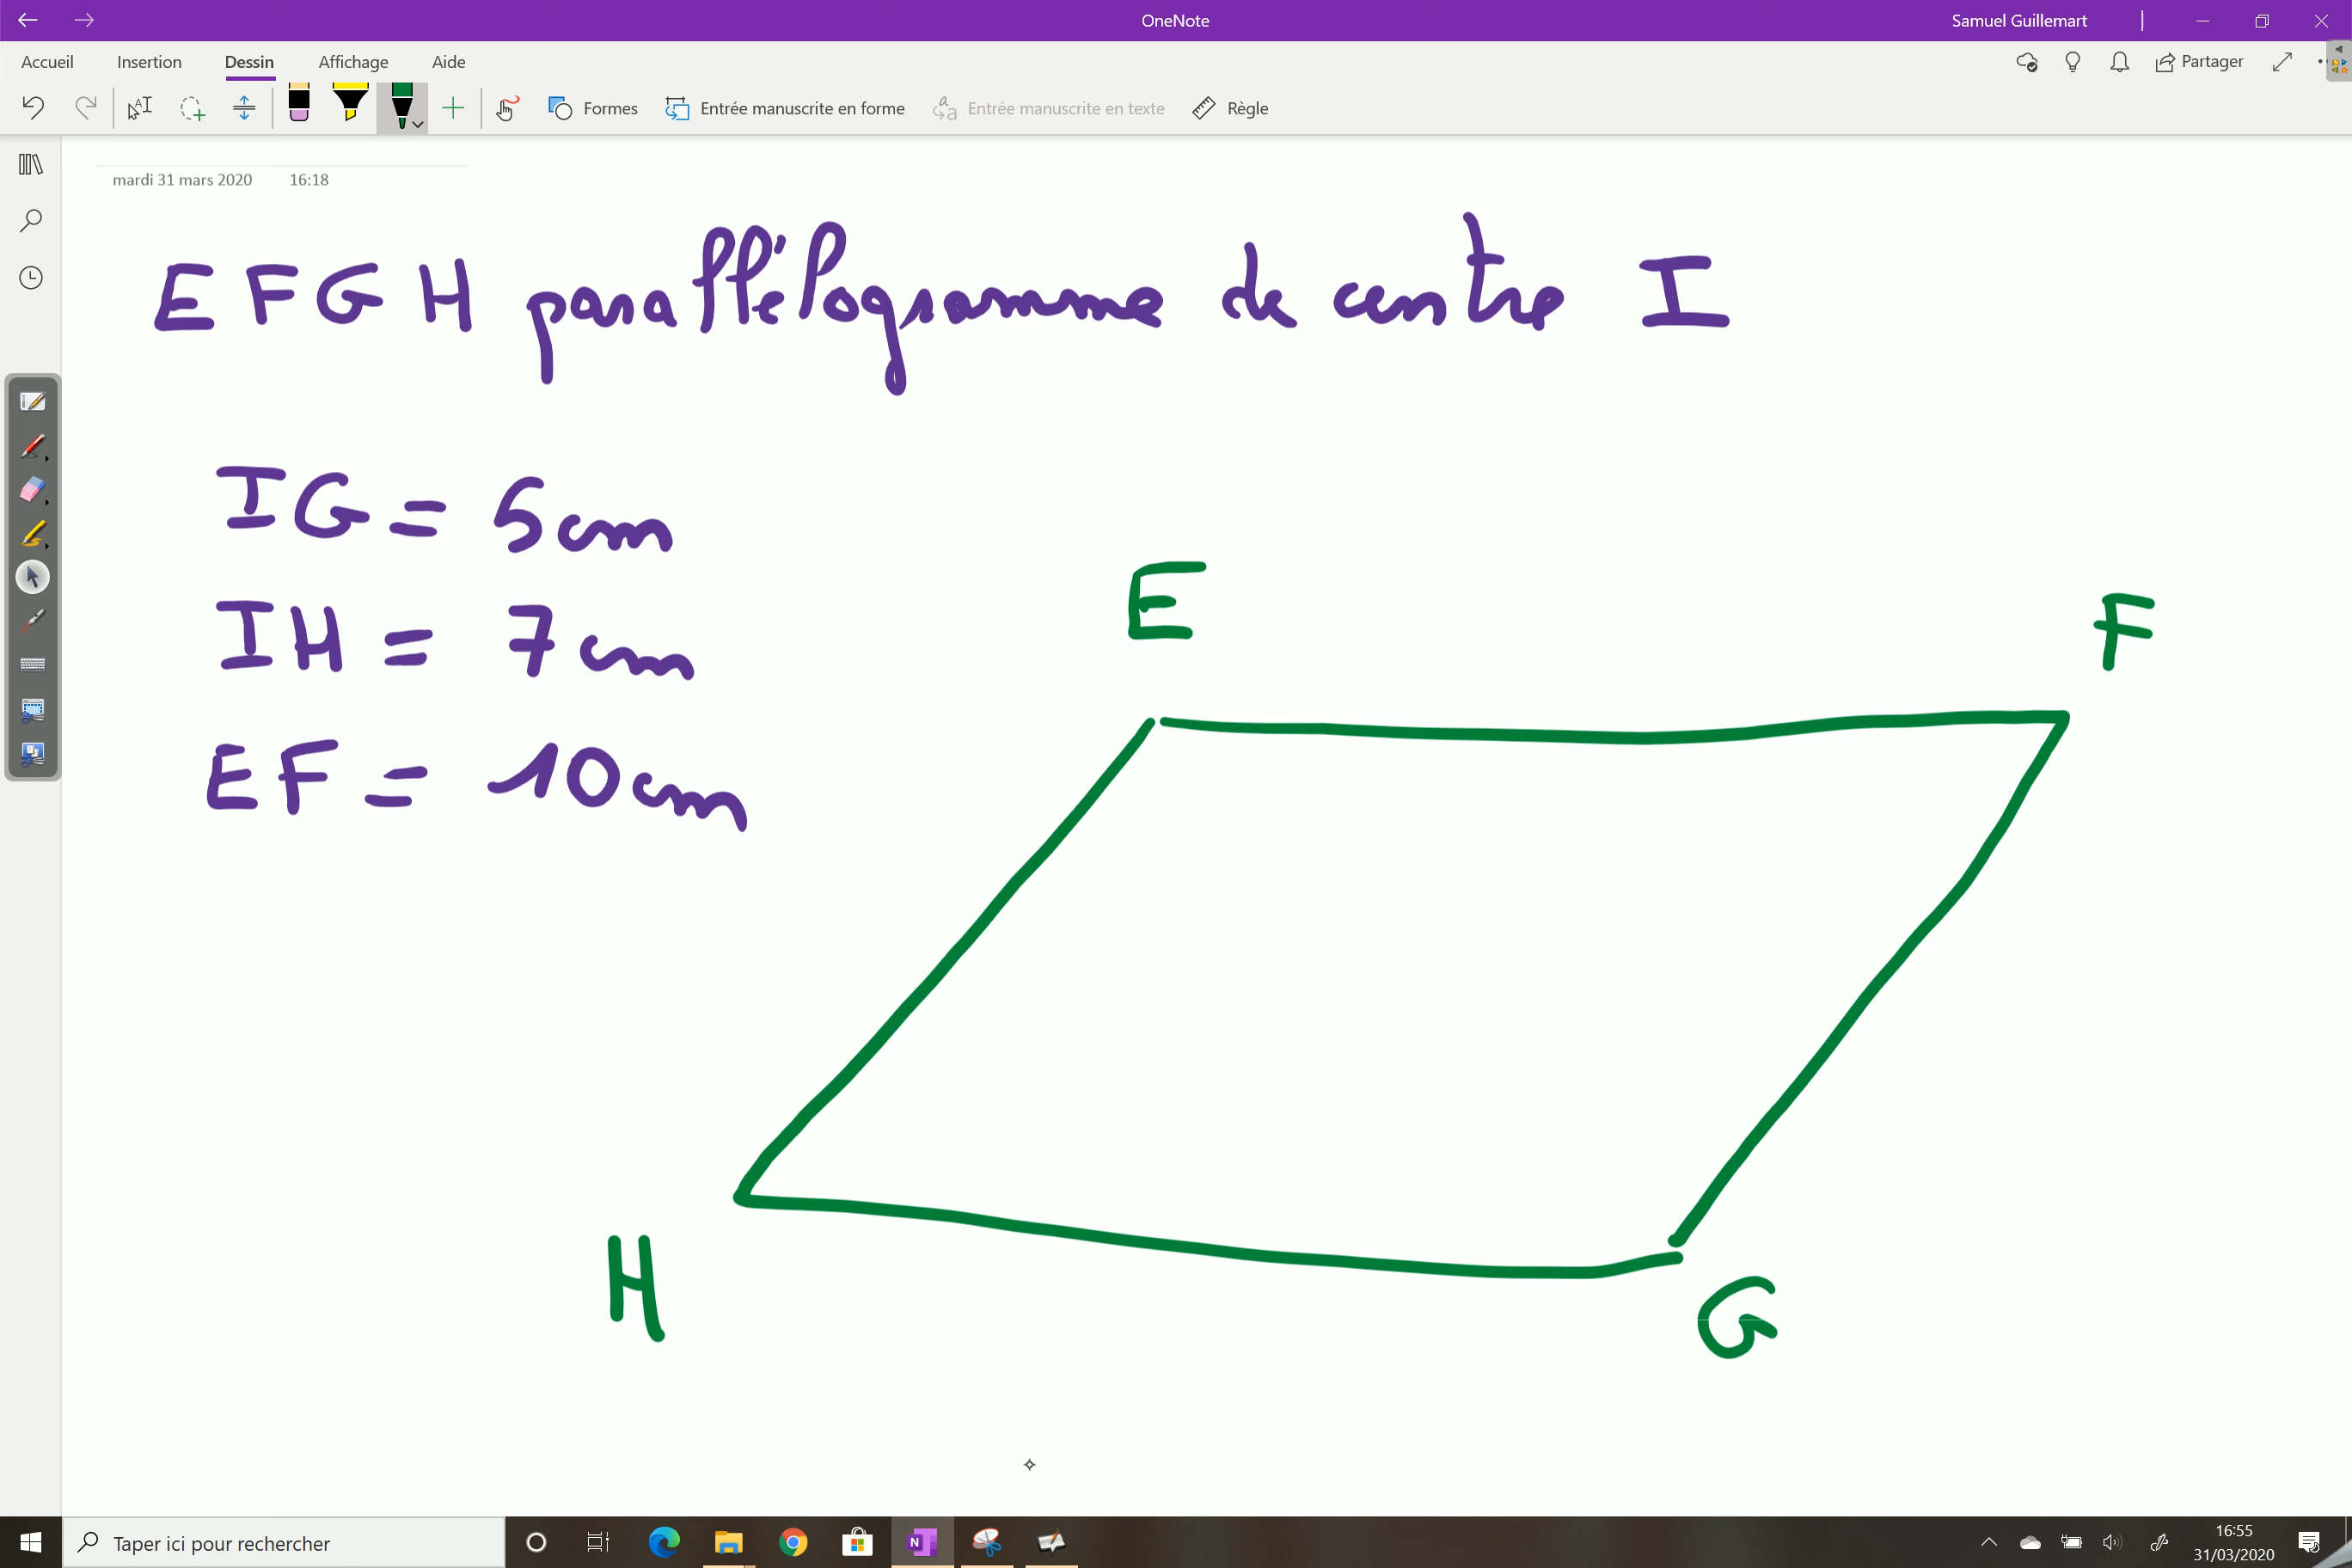 OneNote
Samuel Guillemart
Accueil Insertion Dessin Affichage Aide
Partager
Formes Entrée manuscrite en forme Entrée manuscrite en texte Règle
mardi 31 mars 2020 16:18
EFGH parallélogramme de centre I
IG = 5cm
IH = 7cm
EF = 10cm
E
F
H
G
Taper ici pour rechercher
16:55
31/03/2020